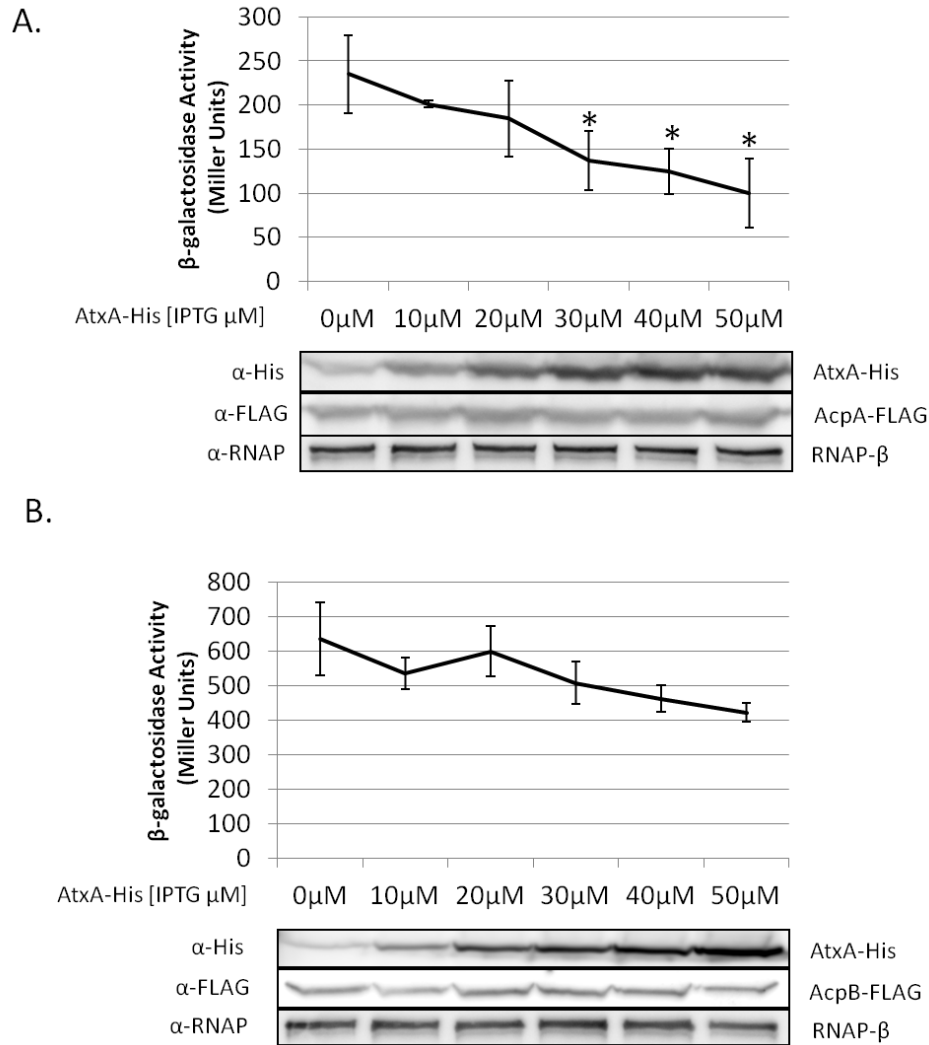 A.
300
250
200
150
100
50
0
β-galactosidase Activity
(Miller Units)
* * *
AtxA-His [IPTG μM] 0μM 10μM 20μM 30μM 40μM 50μM
α-His AtxA-His
α-FLAG AcpA-FLAG
α-RNAP RNAP-β
B.
800
700
600
500
400
300
200
100
0
β-galactosidase Activity
(Miller Units)
AtxA-His [IPTG μM] 0μM 10μM 20μM 30μM 40μM 50μM
α-His AtxA-His
α-FLAG AcpB-FLAG
α-RNAP RNAP-β